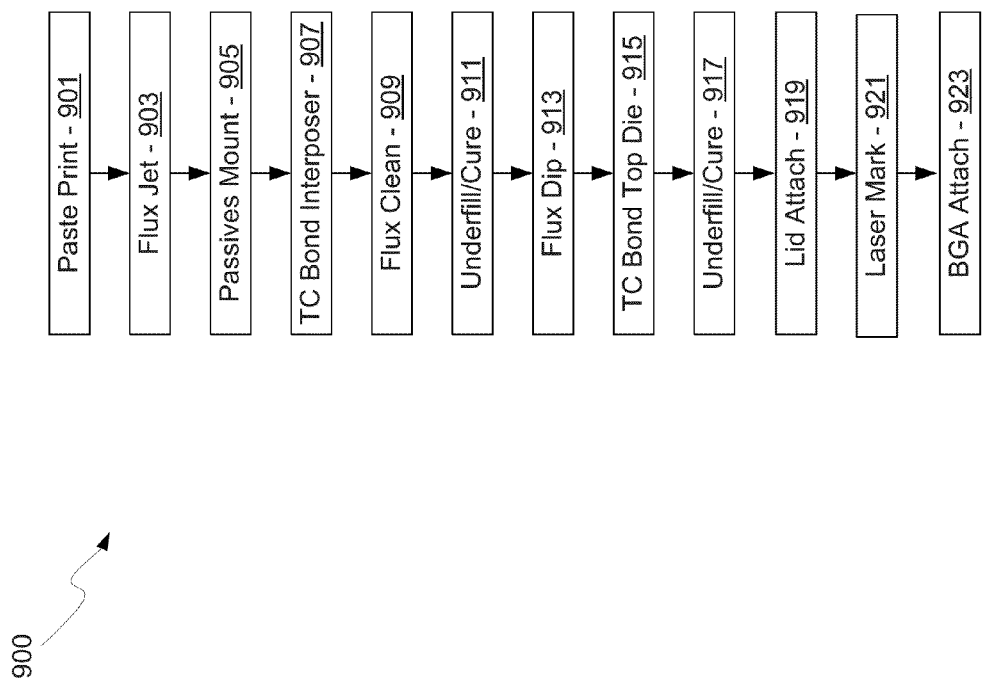 900
Paste Print - 901
Flux Jet - 903
Passives Mount - 905
TC Bond Interposer - 907
Flux Clean - 909
Underfill/Cure - 911
Flux Dip - 913
TC Bond Top Die - 915
Underfill/Cure - 917
Lid Attach - 919
Laser Mark - 921
BGA Attach - 923